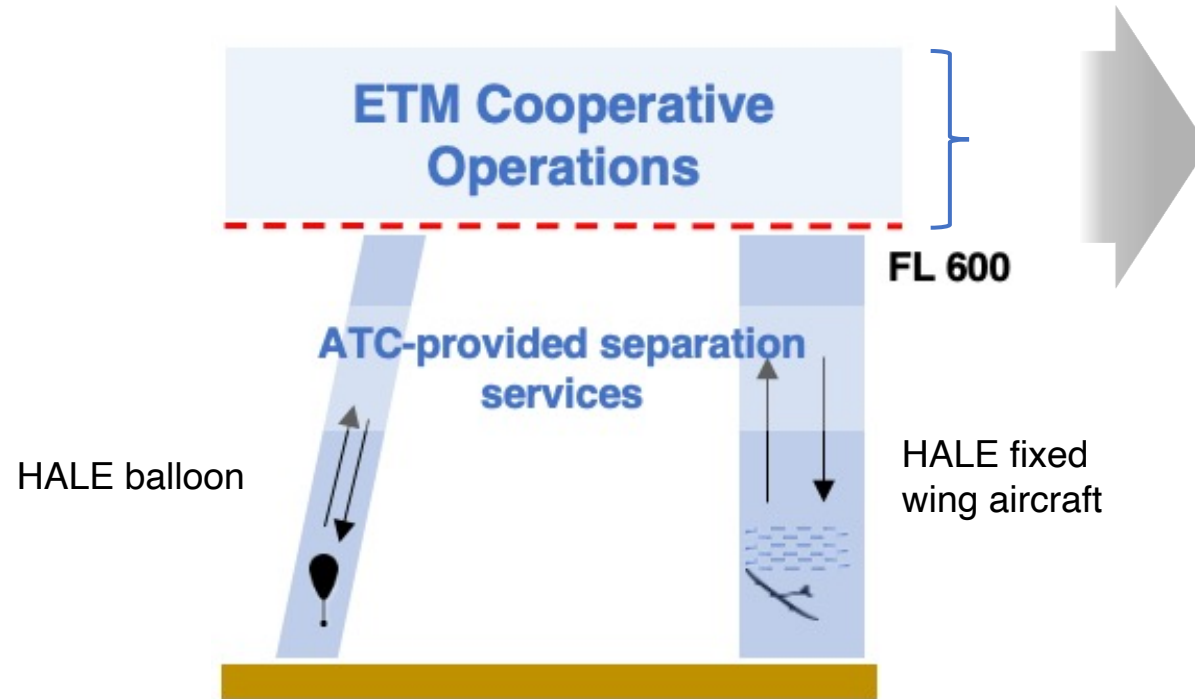 ETM Cooperative
Operations
FL 600
ATC-provided separation
services
HALE balloon
HALE fixed
wing aircraft